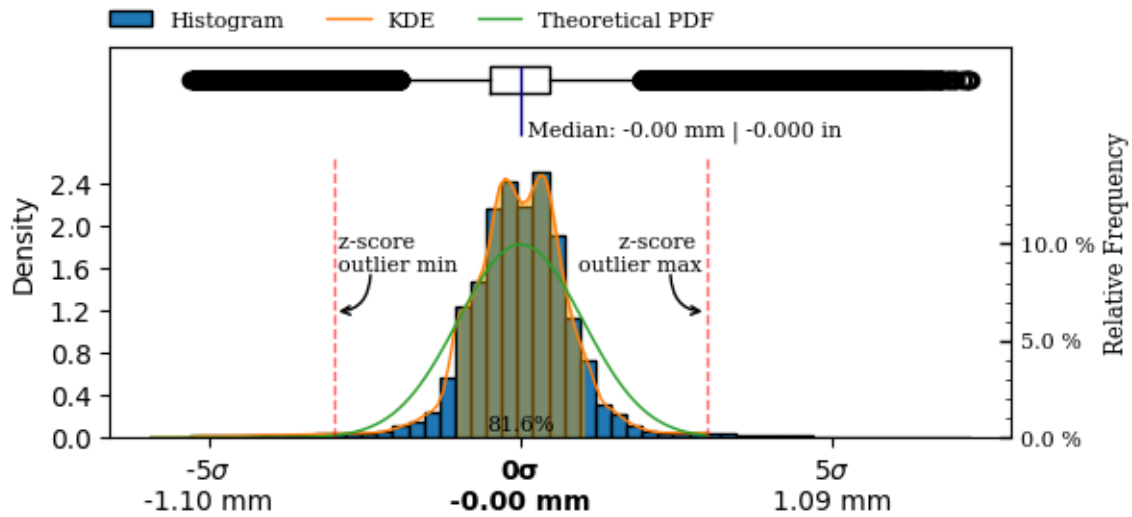 Histogram KDE Theoretical PDF
Median: -0.00 mm | -0.000 in
Density
2.4
2.0
1.6
1.2
0.8
0.4
0.0
z-score
outlier min
z-score
outlier max
81.6%
10.0 %
5.0 %
0.0 %
Relative Frequency
-5σ 0σ 5σ
-1.10 mm -0.00 mm 1.09 mm